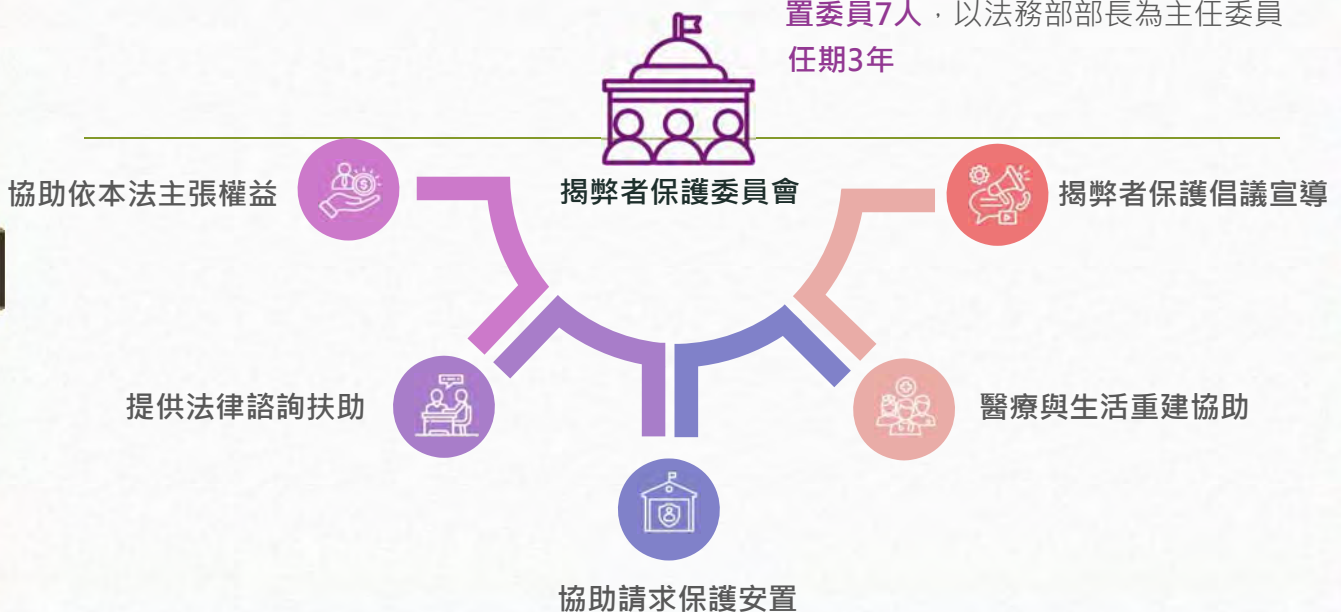 置委員7人，以法務部部長為主任委員
任期3年
揭弊者保護委員會
協助依本法主張權益
揭弊者保護倡議宣導
提供法律諮詢扶助
醫療與生活重建協助
協助請求保護安置